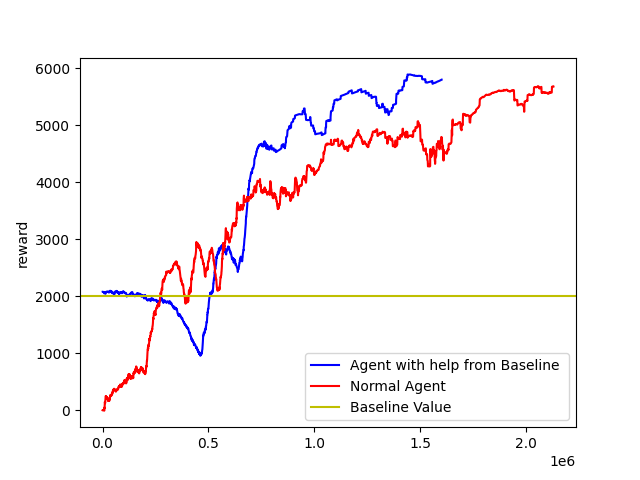 6000
5000
4000
3000
2000
1000
0
reward
0.0 0.5 1.0 1.5 2.0
1e6
Agent with help from Baseline
Normal Agent
Baseline Value